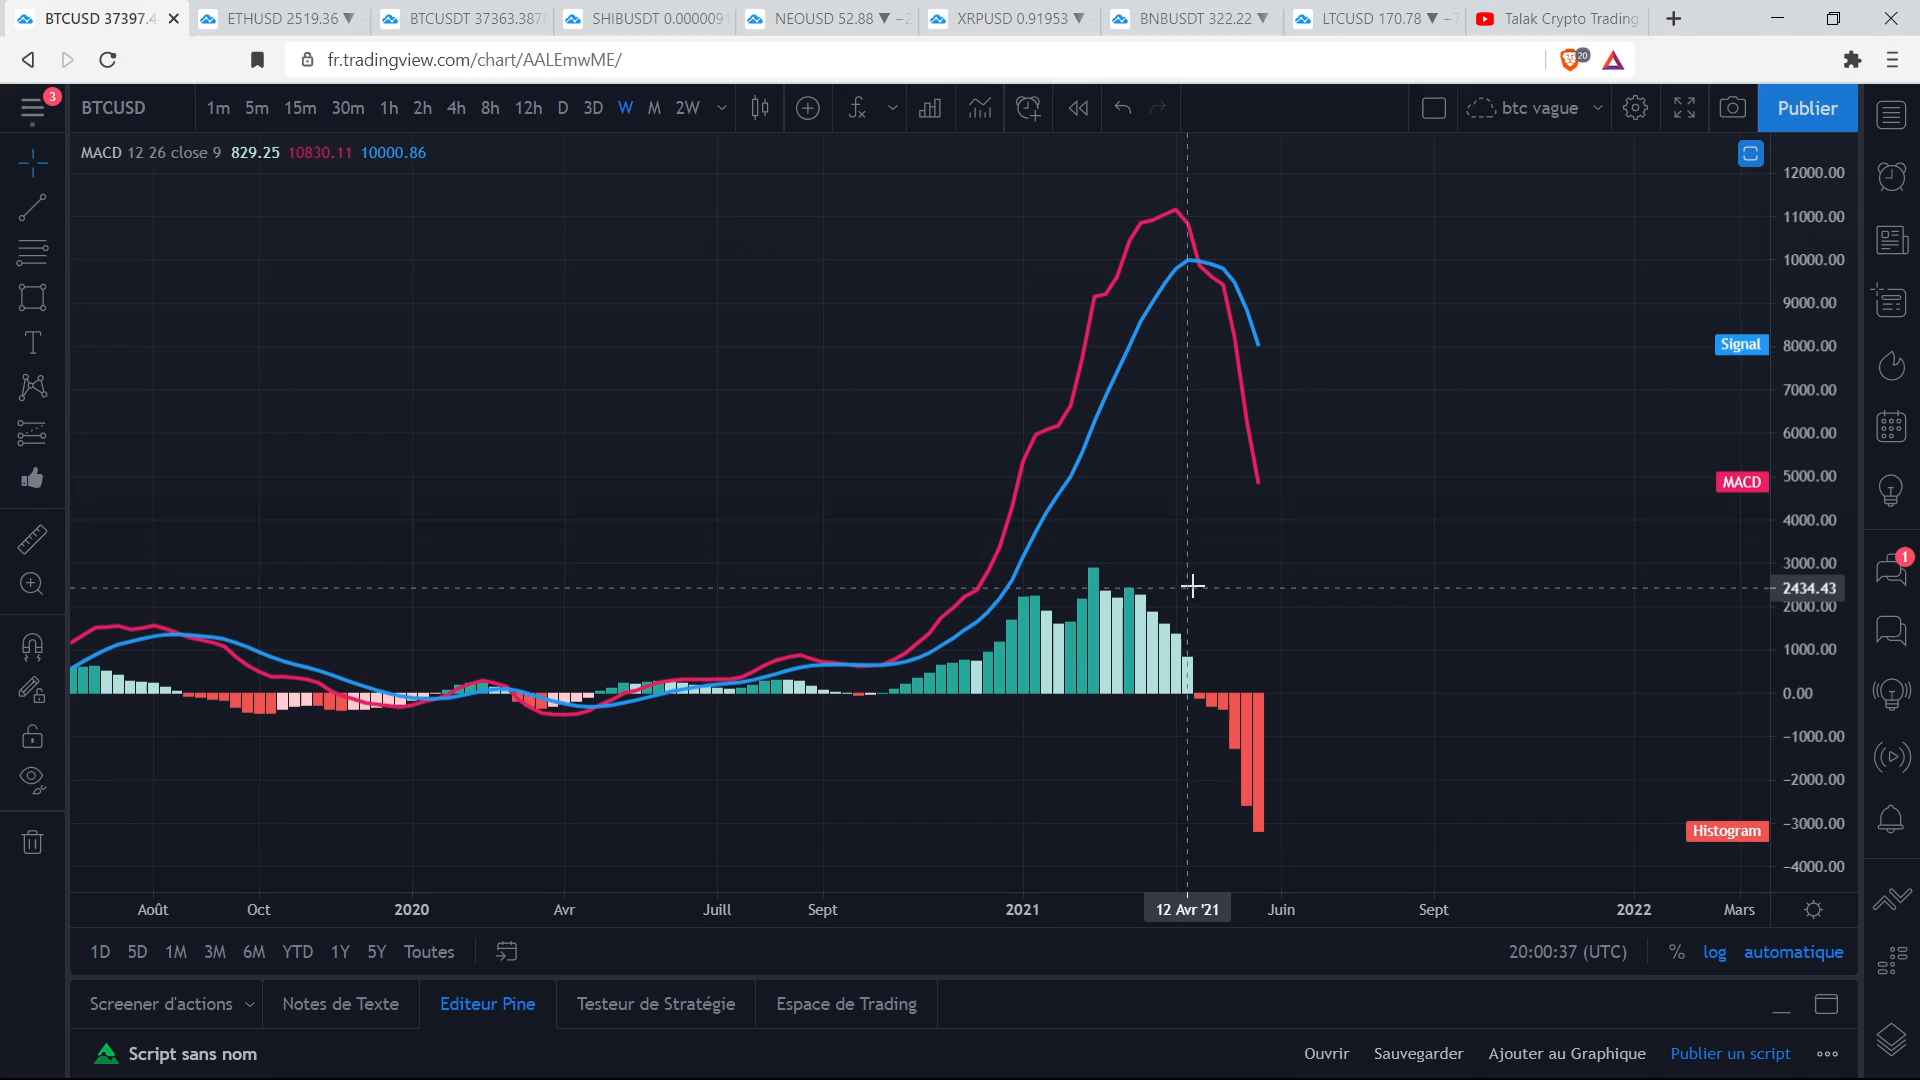 BTCUSD 37397.4
ETHUSD 2519.36 ▼
BTCUSDT 37363.387
SHIBUSDT 0.0000091
NEOUSD 52.88 ▼ −2
XRPUSD 0.91953 ▼
BNBUSDT 322.22 ▼
LTCUSD 170.78 ▼ −7
Talak Crypto Trading
fr.tradingview.com/chart/AALEmwME/
20
3
BTCUSD
1m 5m 15m 30m 1h 2h 4h 8h 12h D 3D W M 2W
btc vague
Publier
MACD 12 26 close 9 829.25 10830.11 10000.86
12000.00
11000.00
10000.00
9000.00
Signal
8000.00
7000.00
6000.00
5000.00
MACD
4000.00
3000.00
1
2434.43
2000.00
1000.00
0.00
−1000.00
−2000.00
−3000.00
Histogram
−4000.00
Août Oct 2020 Avr Juill Sept 2021 12 Avr '21 Juin Sept 2022 Mars
1D 5D 1M 3M 6M YTD 1Y 5Y Toutes
20:00:37 (UTC) % log automatique
Screener d'actions Notes de Texte Editeur Pine Testeur de Stratégie Espace de Trading
Script sans nom
Ouvrir Sauvegarder Ajouter au Graphique Publier un script